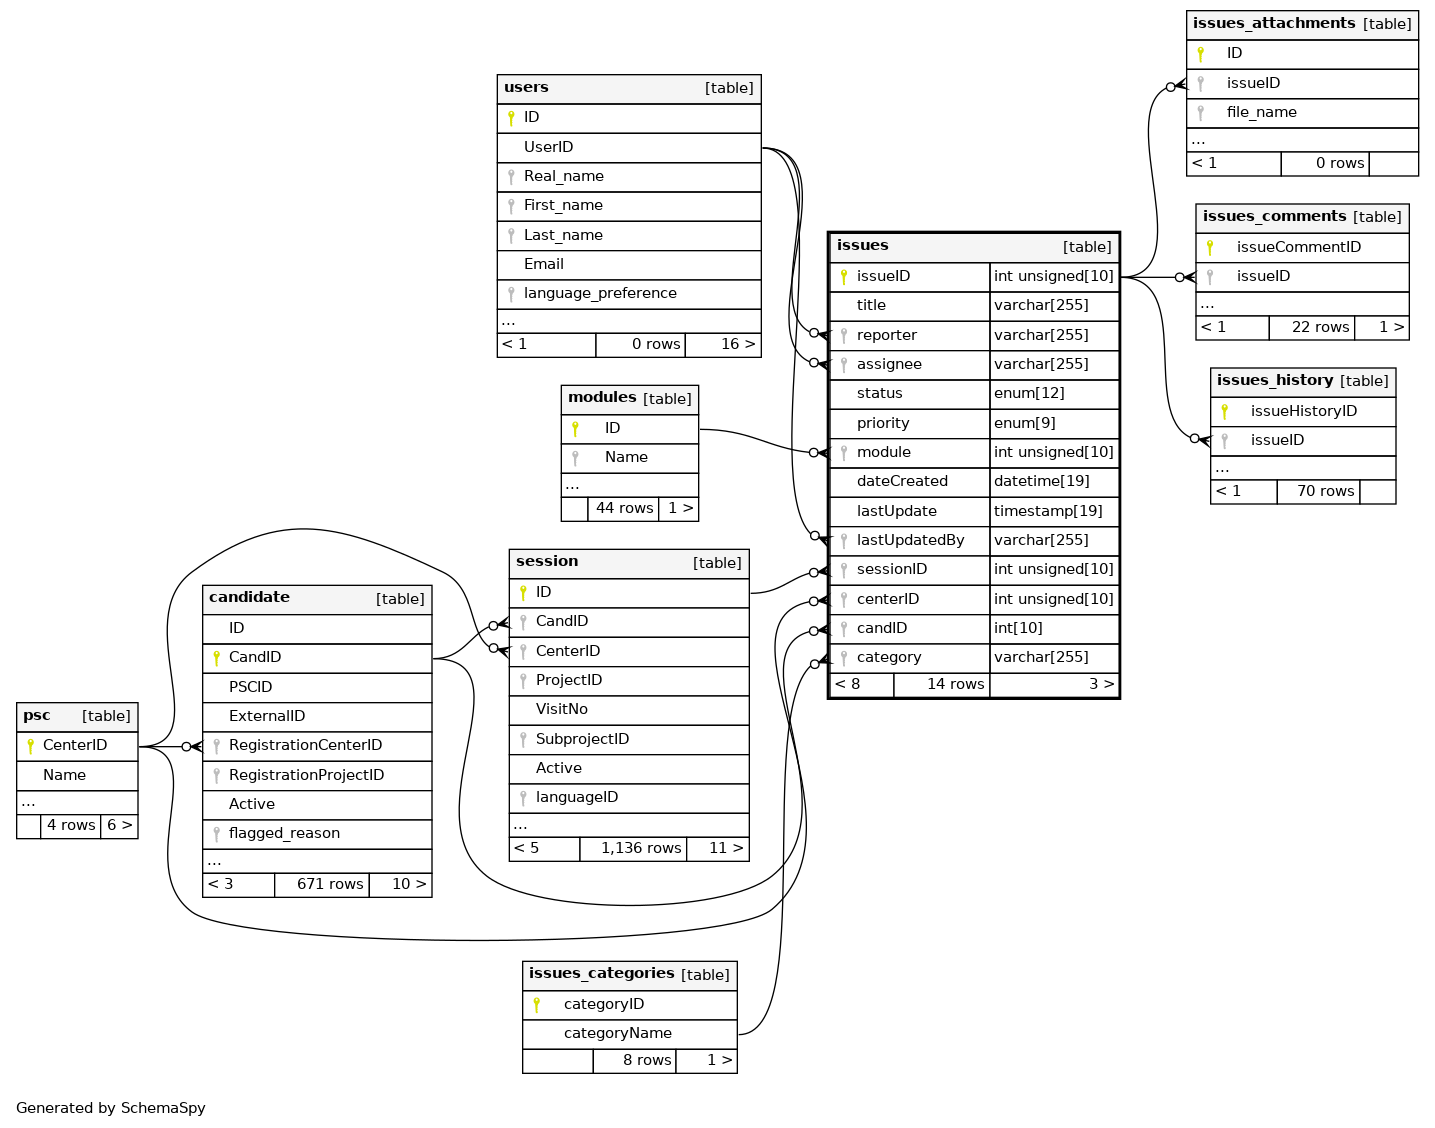 issues_attachments [table]
ID
issueID
file_name
...
< 1 0 rows
users [table]
ID
UserID
Real_name
First_name
Last_name
Email
language_preference
...
< 1 0 rows 16 >
issues_comments [table]
issueCommentID
issueID
...
< 1 22 rows 1 >
issues [table]
issueID int unsigned[10]
title varchar[255]
reporter varchar[255]
assignee varchar[255]
status enum[12]
priority enum[9]
module int unsigned[10]
dateCreated datetime[19]
lastUpdate timestamp[19]
lastUpdatedBy varchar[255]
sessionID int unsigned[10]
centerID int unsigned[10]
candID int[10]
category varchar[255]
< 8 14 rows 3 >
issues_history [table]
issueHistoryID
issueID
...
< 1 70 rows
modules [table]
ID
Name
...
44 rows 1 >
session [table]
ID
CandID
CenterID
ProjectID
VisitNo
SubprojectID
Active
languageID
...
< 5 1,136 rows 11 >
candidate [table]
ID
CandID
PSCID
ExternalID
RegistrationCenterID
RegistrationProjectID
Active
flagged_reason
...
< 3 671 rows 10 >
psc [table]
CenterID
Name
...
4 rows 6 >
issues_categories [table]
categoryID
categoryName
8 rows 1 >
Generated by SchemaSpy